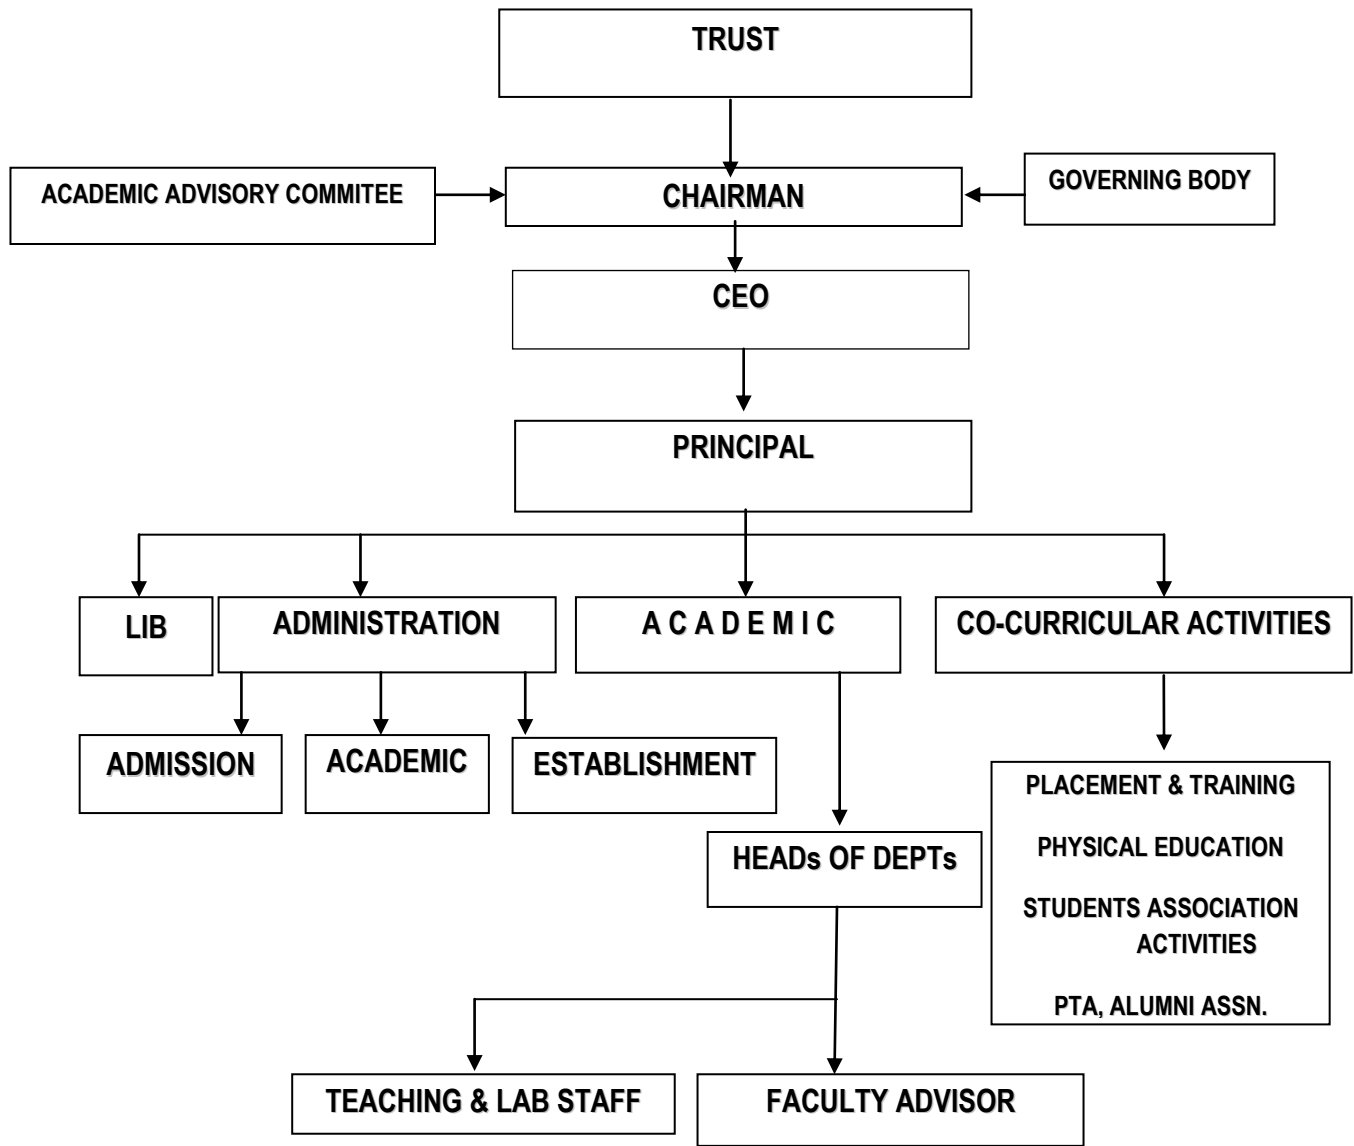 TRUST
ACADEMIC ADVISORY COMMITEE
CHAIRMAN
GOVERNING BODY
CEO
PRINCIPAL
LIB
ADMINISTRATION
A C A D E M I C
CO-CURRICULAR ACTIVITIES
ADMISSION
ACADEMIC
ESTABLISHMENT
PLACEMENT & TRAINING
PHYSICAL EDUCATION
STUDENTS ASSOCIATION
ACTIVITIES
PTA, ALUMNI ASSN.
HEADs OF DEPTs
TEACHING & LAB STAFF
FACULTY ADVISOR